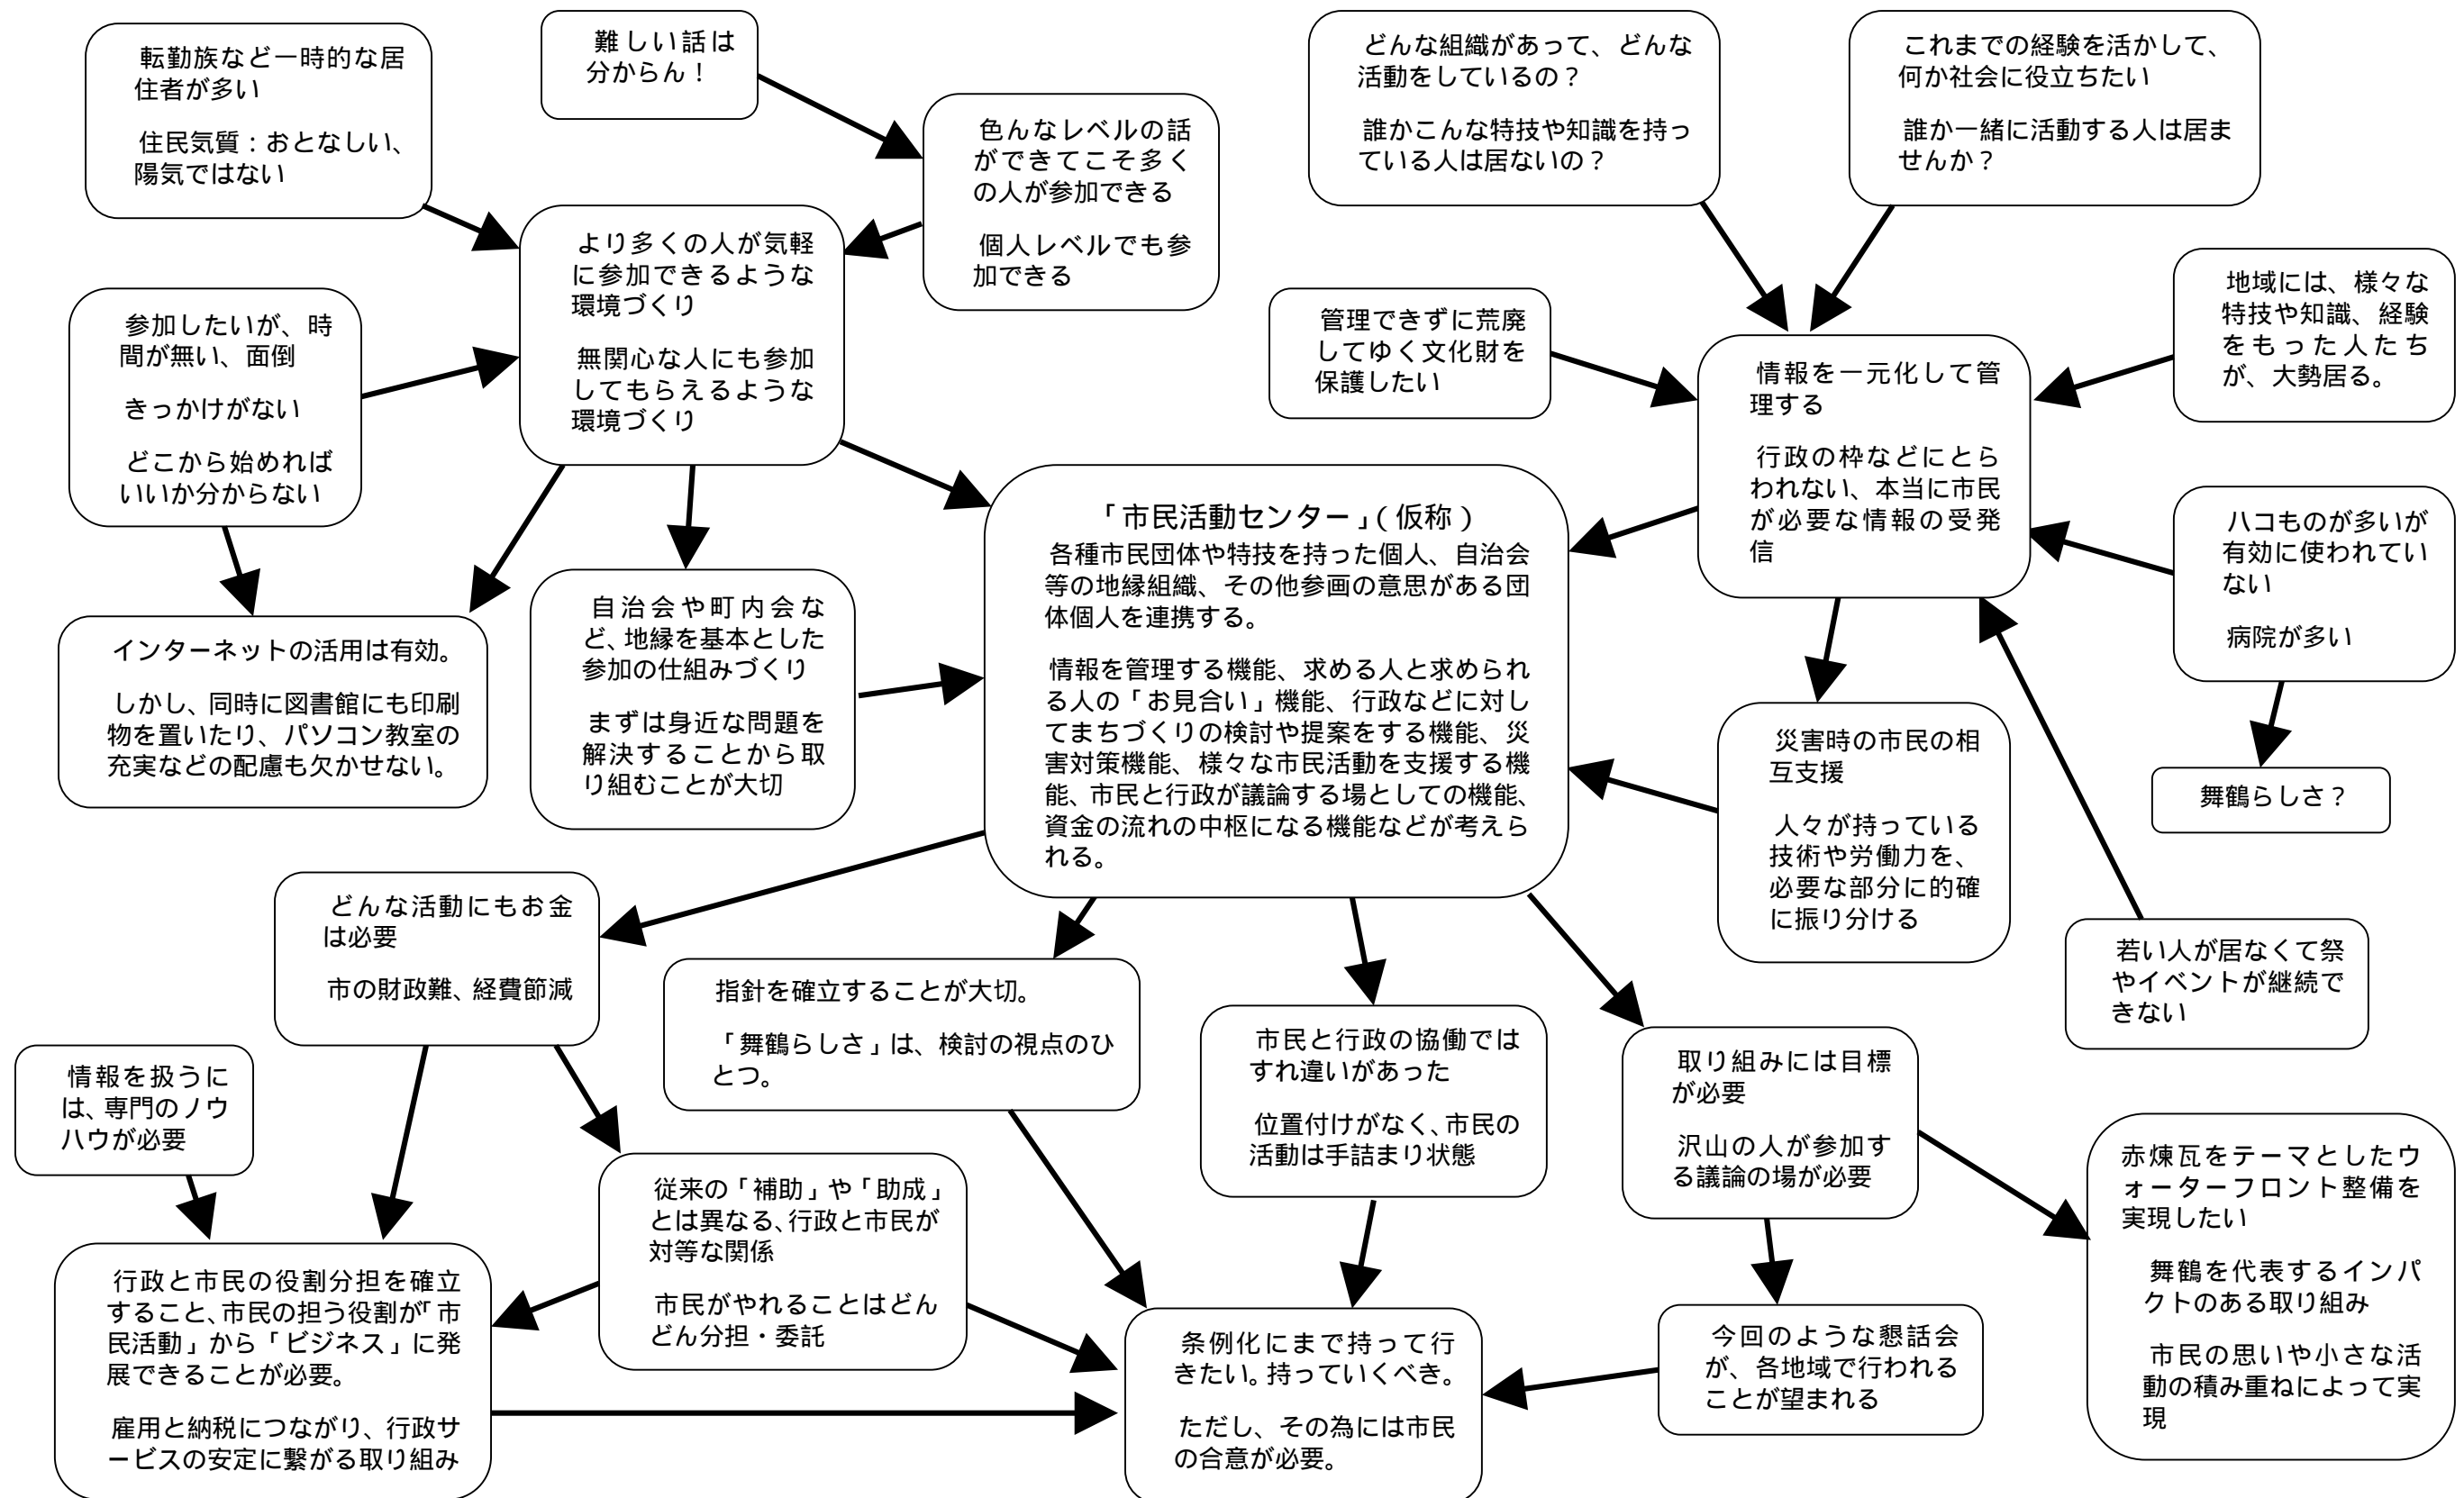 転勤族など一時的な居
住者が多い
住民気質:おとなしい、
陽気ではない
難しい話は
分からん!
色んなレベルの話
ができてこそ多く
の人が参加できる
個人レベルでも参
加できる
どんな組織があって、どんな
活動をしているの?
誰かこんな特技や知識を持っ
ている人は居ないの?
これまでの経験を活かして、
何か社会に役立ちたい
誰か一緒に活動する人は居ま
せんか?
より多くの人が気軽
に参加できるような
環境づくり
無関心な人にも参加
してもらえるような
環境づくり
参加したいが、時
間が無い、面倒
きっかけがない
どこから始めれば
いいか分からない
管理できずに荒廃
してゆく文化財を
保護したい
地域には、様々な
特技や知識、経験
をもった人たち
が、大勢居る。
情報を一元化して管
理する
行政の枠などにとら
われない、本当に市民
が必要な情報の受発
信
ハコものが多いが
有効に使われてい
ない
病院が多い
「市民活動センター」(仮称)
各種市民団体や特技を持った個人、自治会
等の地縁組織、その他参画の意思がある団
体個人を連携する。
情報を管理する機能、求める人と求められ
る人の「お見合い」機能、行政などに対し
てまちづくりの検討や提案をする機能、災
害対策機能、様々な市民活動を支援する機
能、市民と行政が議論する場としての機能、
資金の流れの中枢になる機能などが考えら
れる。
自治会や町内会な
ど、地縁を基本とした
参加の仕組みづくり
まずは身近な問題を
解決することから取
り組むことが大切
インターネットの活用は有効。
しかし、同時に図書館にも印刷
物を置いたり、パソコン教室の
充実などの配慮も欠かせない。
災害時の市民の相
互支援
人々が持っている
技術や労働力を、
必要な部分に的確
に振り分ける
舞鶴らしさ?
どんな活動にもお金
は必要
市の財政難、経費節減
指針を確立することが大切。
「舞鶴らしさ」は、検討の視点のひ
とつ。
市民と行政の協働では
すれ違いがあった
位置付けがなく、市民の
活動は手詰まり状態
取り組みには目標
が必要
沢山の人が参加す
る議論の場が必要
若い人が居なくて祭
やイベントが継続で
きない
情報を扱うに
は、専門のノウ
ハウが必要
従来の「補助」や「助成」
とは異なる、行政と市民が
対等な関係
市民がやれることはどん
どん分担・委託
赤煉瓦をテーマとしたウ
ォーターフロント整備を
実現したい
舞鶴を代表するインパ
クトのある取り組み
市民の思いや小さな活
動の積み重ねによって実
現
行政と市民の役割分担を確立
すること、市民の担う役割が「市
民活動」から「ビジネス」に発
展できることが必要。
雇用と納税につながり、行政サ
ービスの安定に繋がる取り組み
条例化にまで持って行
きたい。持っていくべき。
ただし、その為には市民
の合意が必要。
今回のような懇話会
が、各地域で行われる
ことが望まれる